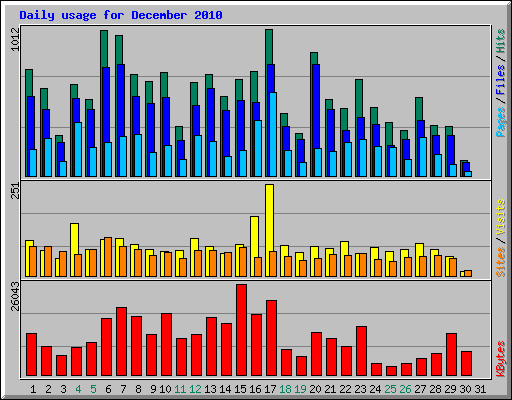 Daily usage for December 2010
1012
Pages / Files / Hits
251
Sites / Visits
26043
KBytes
1 2 3 4 5 6 7 8 9 10 11 12 13 14 15 16 17 18 19 20 21 22 23 24 25 26 27 28 29 30 31